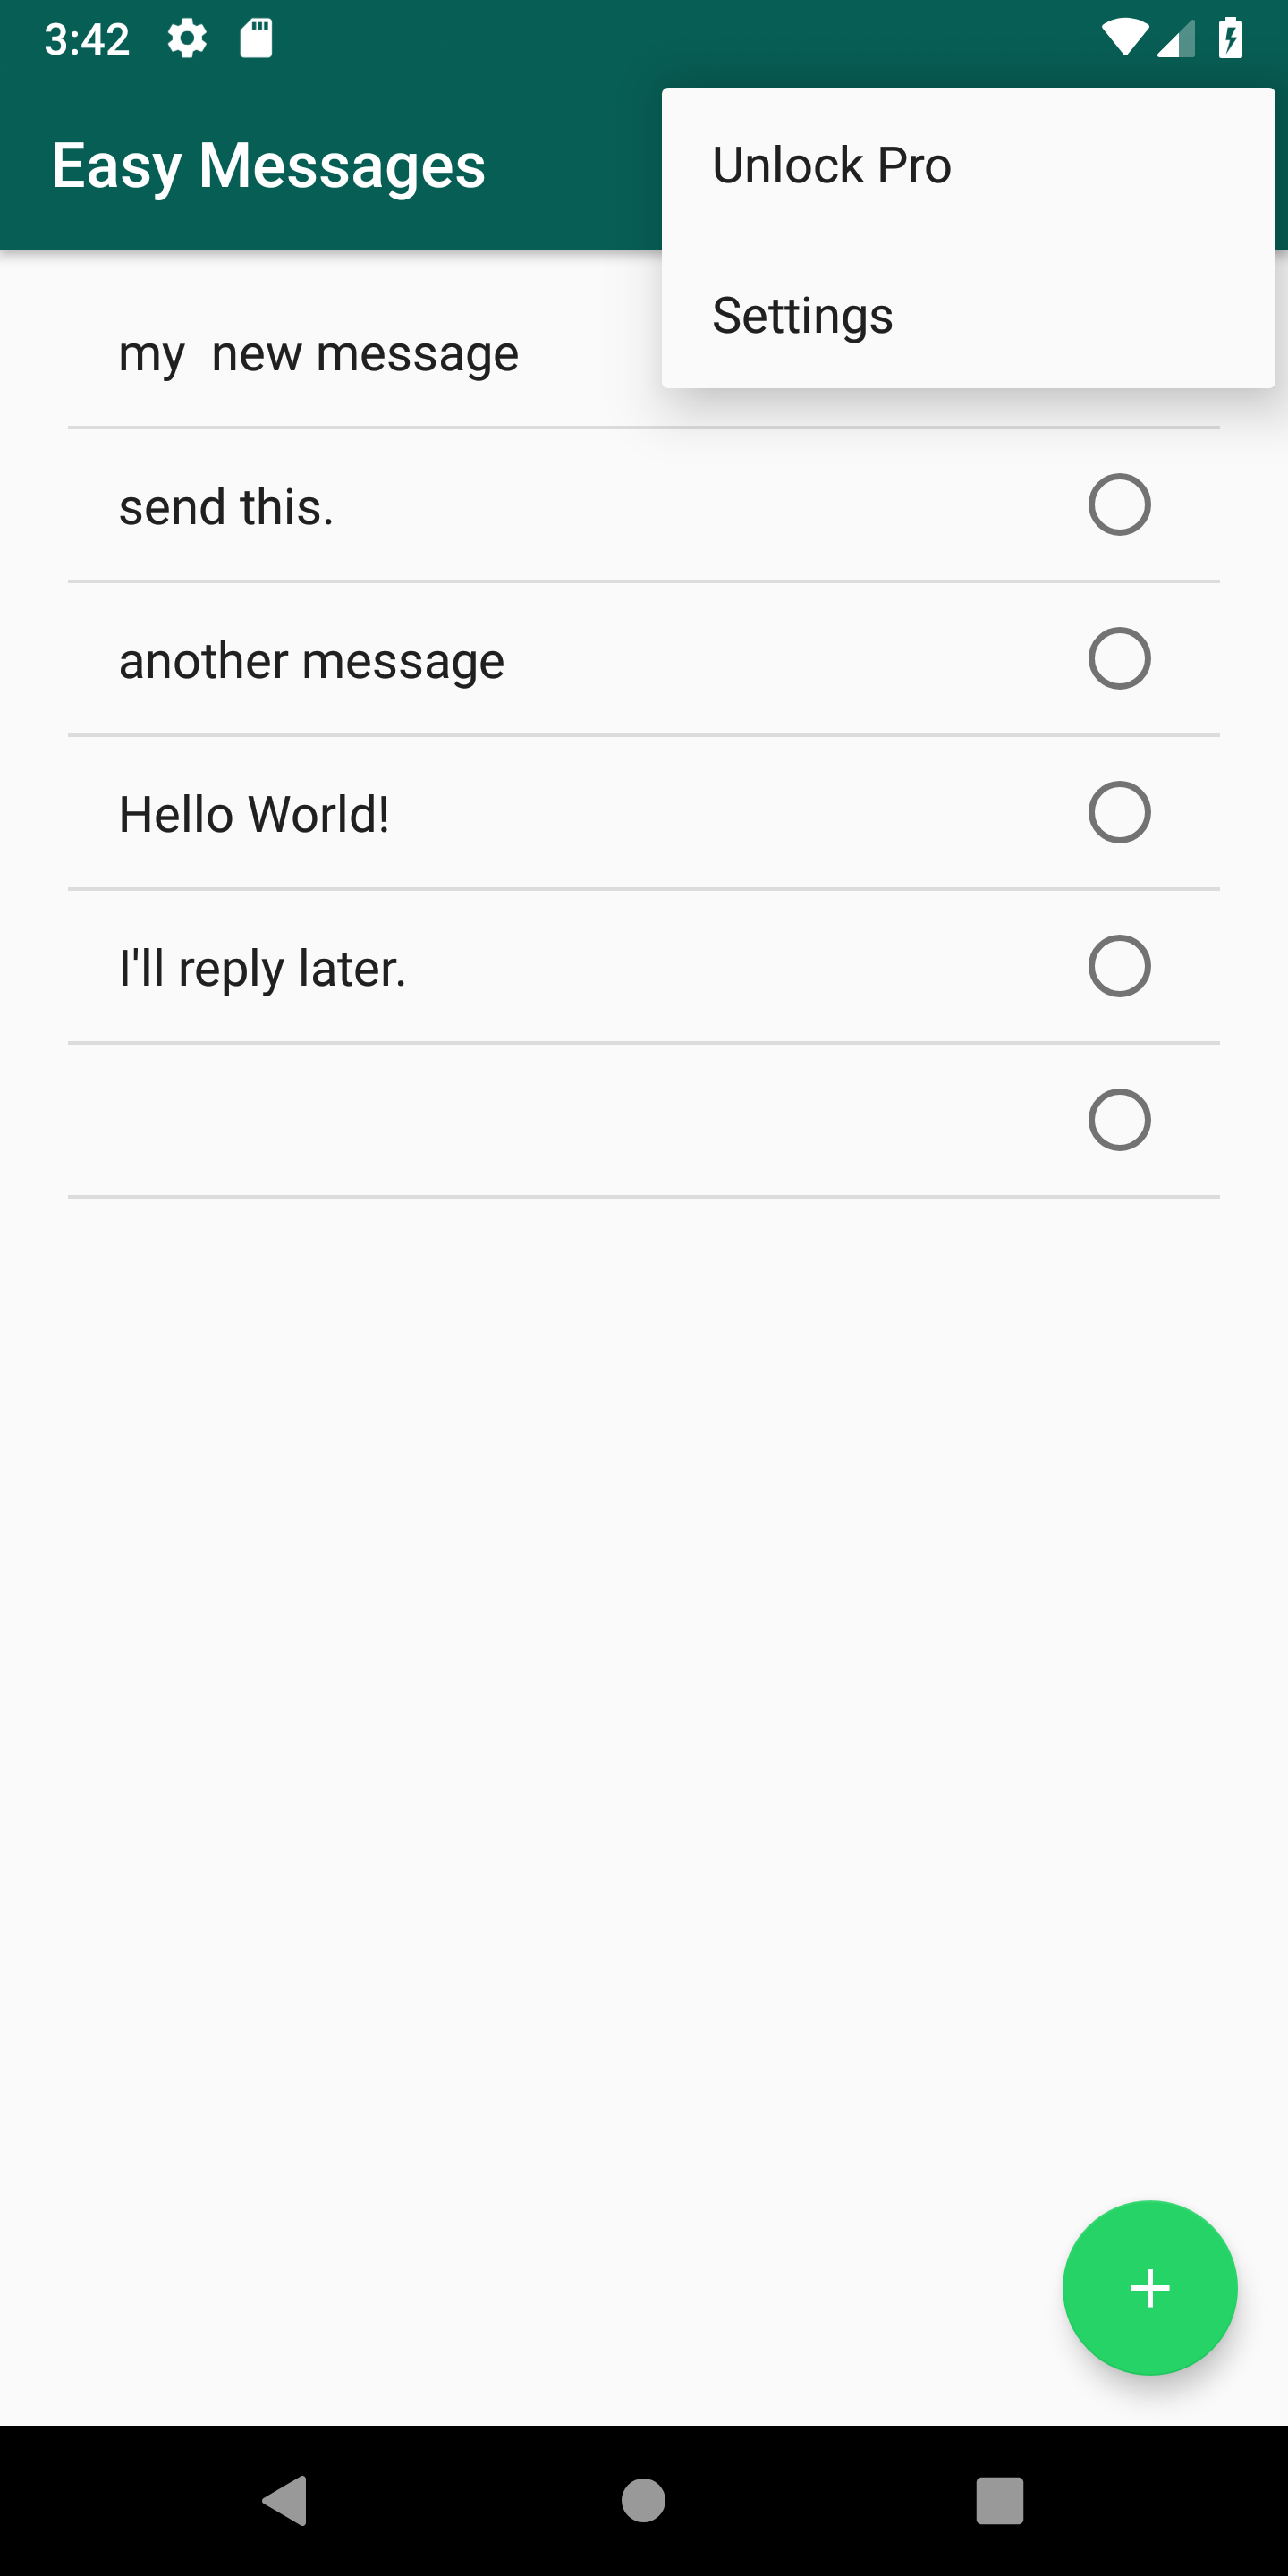 3:42
Easy Messages
Unlock Pro
Settings
my  new message
send this.
another message
Hello World!
I'll reply later.